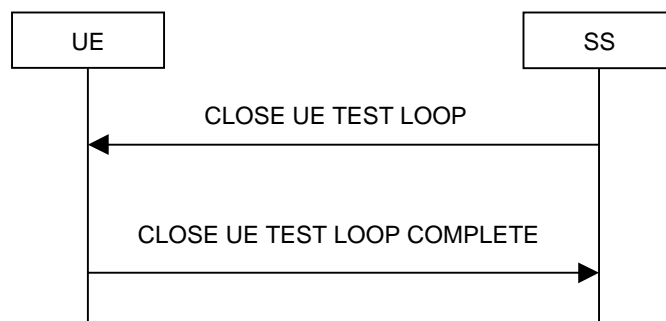 UE
SS
CLOSE UE TEST LOOP
CLOSE UE TEST LOOP COMPLETE